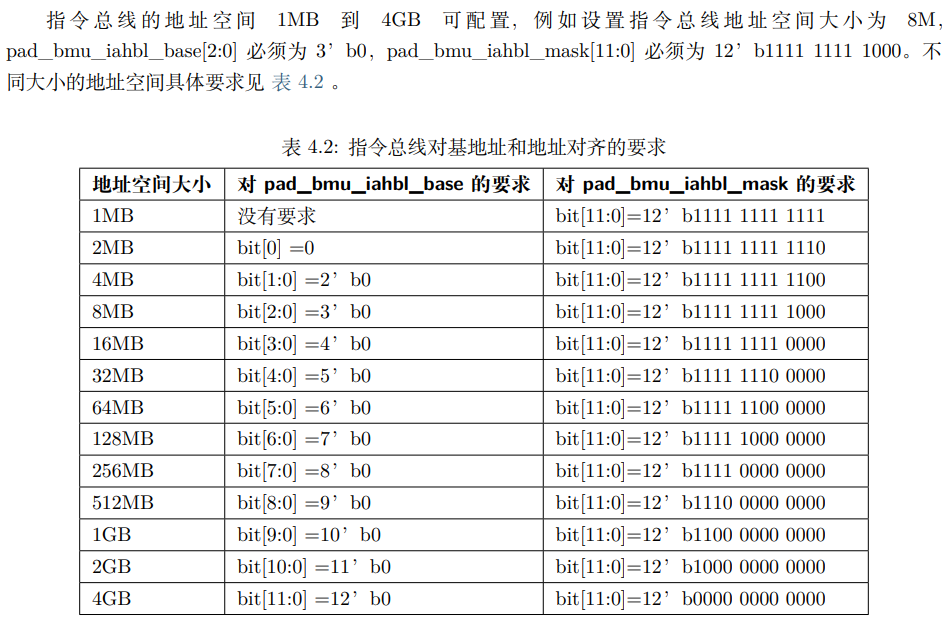 指令总线的地址空间 1MB 到 4GB 可配置，例如设置指令总线地址空间大小为 8M，
pad_bmu_iahbl_base[2:0] 必须为 3’b0，pad_bmu_iahbl_mask[11:0] 必须为 12’b1111 1111 1000。不
同大小的地址空间具体要求见 表 4.2 。
表 4.2: 指令总线对基地址和地址对齐的要求
地址空间大小 对 pad_bmu_iahbl_base 的要求 对 pad_bmu_iahbl_mask 的要求
1MB 没有要求 bit[11:0]=12’b1111 1111 1111
2MB bit[0] =0 bit[11:0]=12’b1111 1111 1110
4MB bit[1:0] =2’b0 bit[11:0]=12’b1111 1111 1100
8MB bit[2:0] =3’b0 bit[11:0]=12’b1111 1111 1000
16MB bit[3:0] =4’b0 bit[11:0]=12’b1111 1111 0000
32MB bit[4:0] =5’b0 bit[11:0]=12’b1111 1110 0000
64MB bit[5:0] =6’b0 bit[11:0]=12’b1111 1100 0000
128MB bit[6:0] =7’b0 bit[11:0]=12’b1111 1000 0000
256MB bit[7:0] =8’b0 bit[11:0]=12’b1111 0000 0000
512MB bit[8:0] =9’b0 bit[11:0]=12’b1110 0000 0000
1GB bit[9:0] =10’b0 bit[11:0]=12’b1100 0000 0000
2GB bit[10:0] =11’b0 bit[11:0]=12’b1000 0000 0000
4GB bit[11:0] =12’b0 bit[11:0]=12’b0000 0000 0000